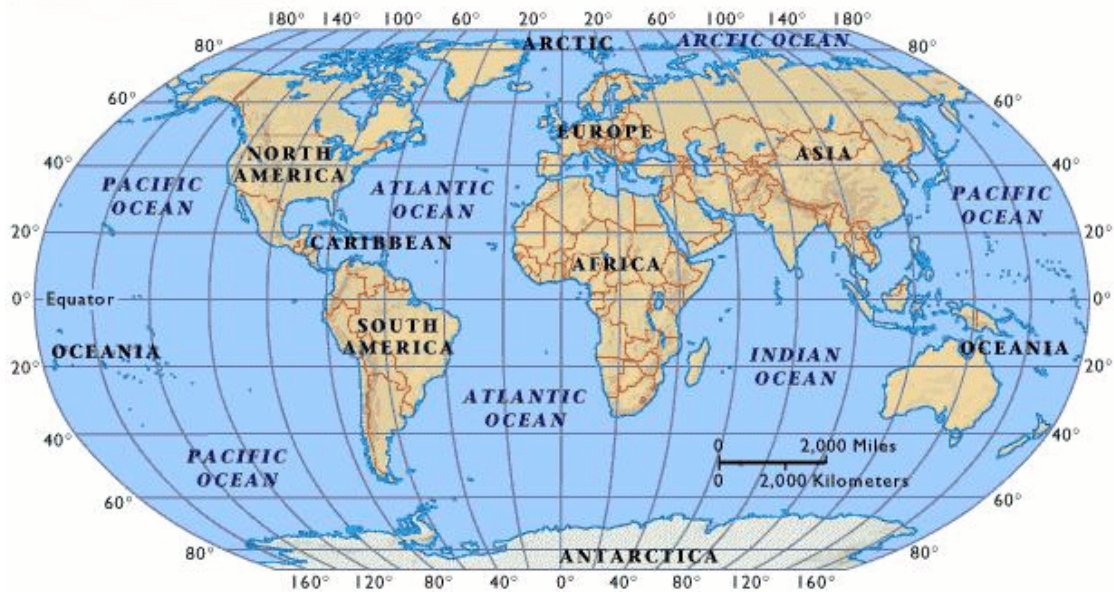 180° 140° 100° 60° 20° 20° 60° 100° 140° 180°
80° ARCTIC ARCTIC OCEAN 80°
60° 60°
EUROPE
40° NORTH AMERICA ASIA 40°
PACIFIC OCEAN
ATLANTIC OCEAN
PACIFIC OCEAN
20° CARIBBEAN 20°
AFRICA
0° Equator 0°
SOUTH AMERICA
OCEANIA OCEANIA
INDIAN OCEAN
20° 20°
ATLANTIC OCEAN
40° 40°
0 2,000 Miles
PACIFIC OCEAN
0 2,000 Kilometers
60° 60°
80° ANTARCTICA 80°
160° 120° 80° 40° 0° 40° 80° 120° 160°